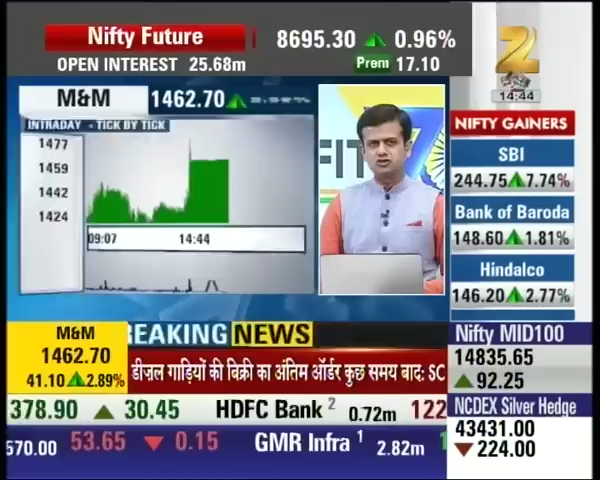 Nifty Future 8695.30 0.96%
OPEN INTEREST 25.68m Prem 17.10
Z
14:44
M&M 1462.70
INTRADAY - TICK BY TICK
1477
1459
1442
1424
09:07 14:44
FIT
NIFTY GAINERS
SBI
244.75 7.74%
Bank of Baroda
148.60 1.81%
Hindalco
146.20 2.77%
M&M
1462.70
41.10 2.89%
REAKING NEWS
डीज़ल गाड़ियों की बिक्री का अंतिम ऑर्डर कुछ समय बाद: SC
Nifty MID100
14835.65
92.25
NCDEX Silver Hedge
43431.00
224.00
378.90 30.45 HDFC Bank 2 0.72m 122
570.00 53.65 0.15 GMR Infra 1 2.82m